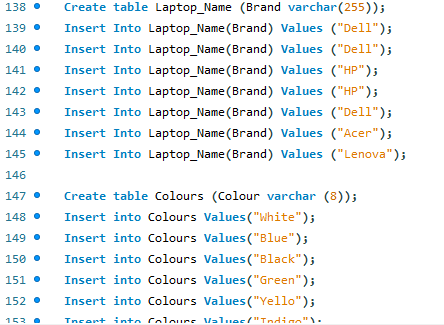 138 Create table Laptop_Name (Brand varchar(255));
139 Insert Into Laptop_Name(Brand) Values ("Dell");
140 Insert Into Laptop_Name(Brand) Values ("Dell");
141 Insert Into Laptop_Name(Brand) Values ("HP");
142 Insert Into Laptop_Name(Brand) Values ("HP");
143 Insert Into Laptop_Name(Brand) Values ("Dell");
144 Insert Into Laptop_Name(Brand) Values ("Acer");
145 Insert Into Laptop_Name(Brand) Values ("Lenova");
146
147 Create table Colours (Colour varchar (8));
148 Insert into Colours Values("White");
149 Insert into Colours Values("Blue");
150 Insert into Colours Values("Black");
151 Insert into Colours Values("Green");
152 Insert into Colours Values("Yello");
153 Insert into Colours Values("Indigo");